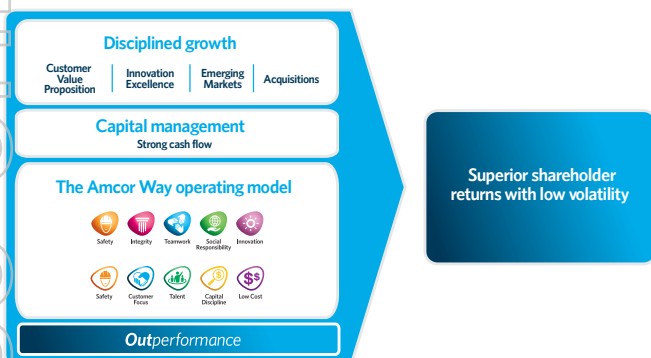 Disciplined growth
Customer
Value
Proposition
Innovation
Excellence
Emerging
Markets
Acquisitions
Capital management
Strong cash flow
The Amcor Way operating model
Safety
Integrity
Teamwork
Social
Responsibility
Innovation
Safety
Customer
Focus
Talent
Capital
Discipline
Low Cost
Outperformance
Superior shareholder
returns with low volatility